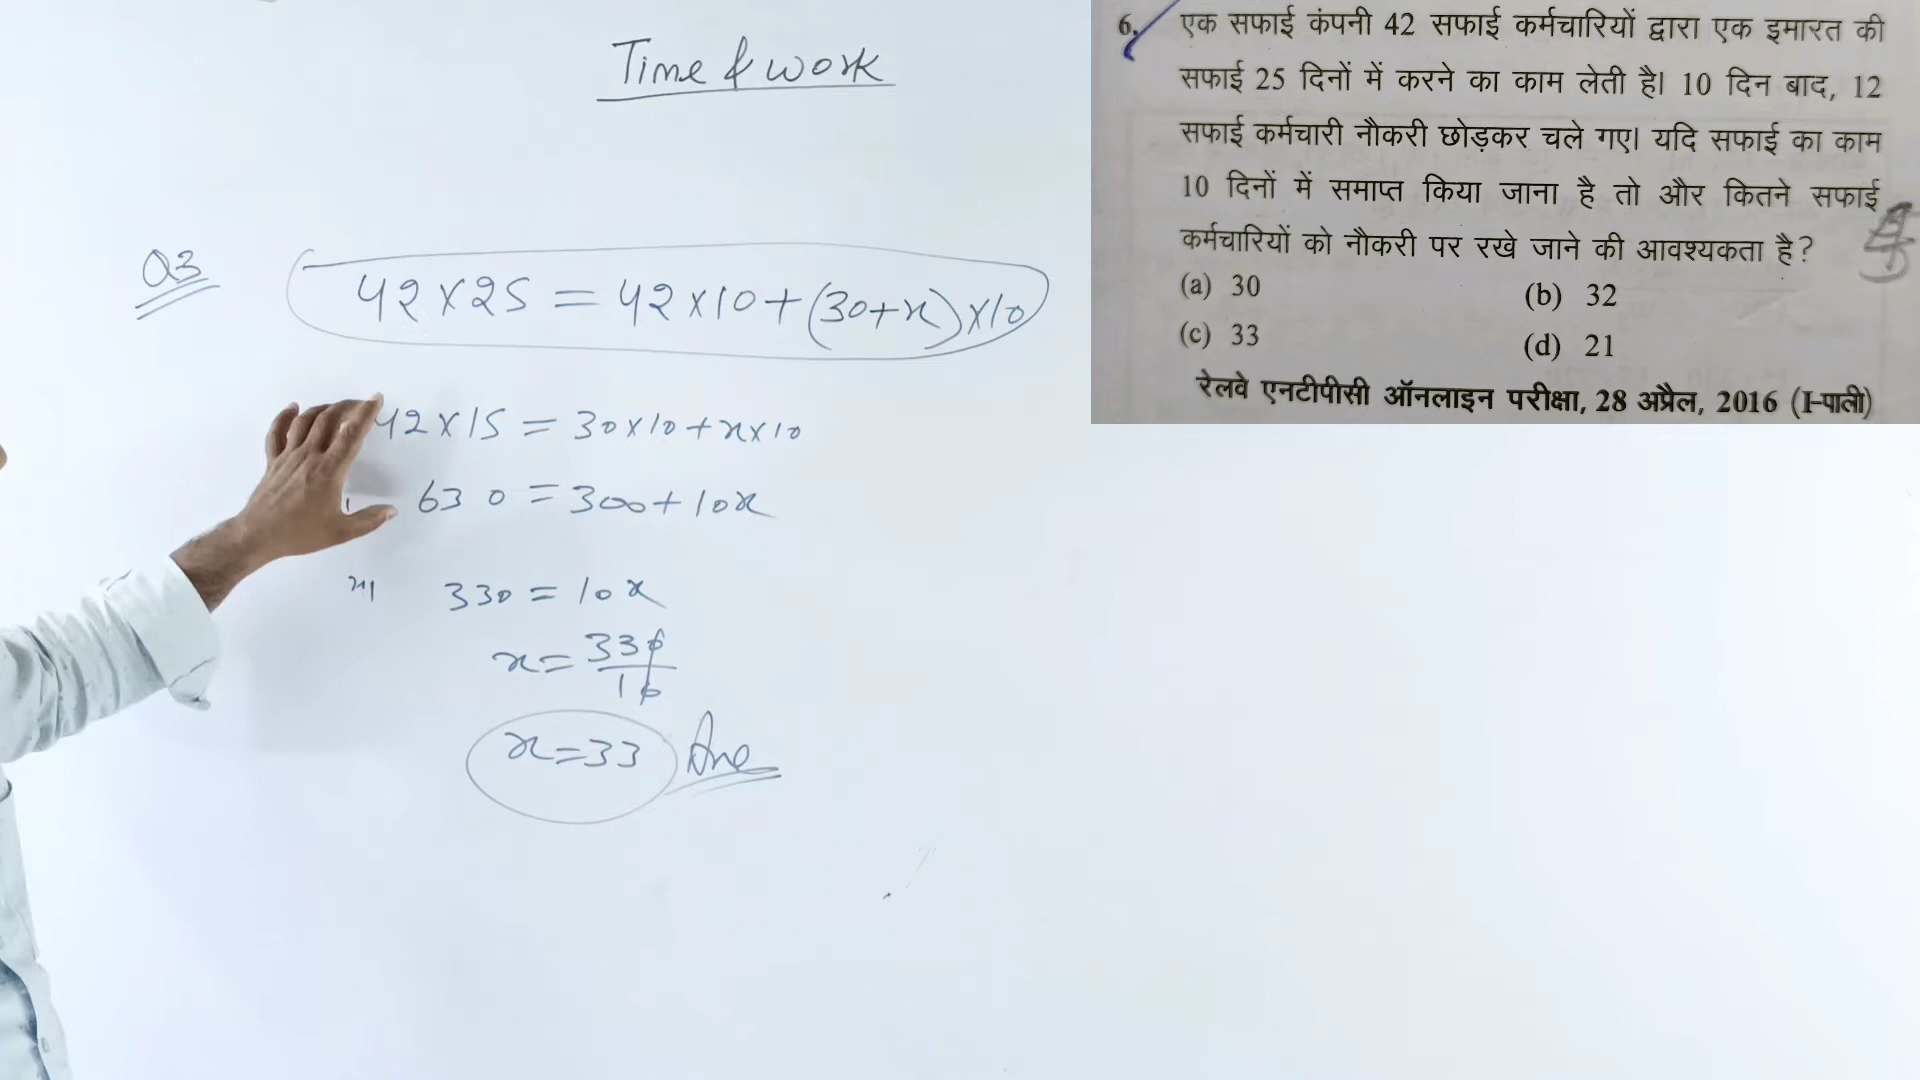 Time & work
Q3
42×25 = 42×10+(30+x)×10
42×15 = 30×10+x×10
630 = 300+10x
या 330 = 10x
x = 330/10
x=33 Ans
6. एक सफाई कंपनी 42 सफाई कर्मचारियों द्वारा एक इमारत की
सफाई 25 दिनों में करने का काम लेती है। 10 दिन बाद, 12
सफाई कर्मचारी नौकरी छोड़कर चले गए। यदि सफाई का काम
10 दिनों में समाप्त किया जाना है तो और कितने सफाई
कर्मचारियों को नौकरी पर रखे जाने की आवश्यकता है?
(a) 30 (b) 32
(c) 33 (d) 21
रेलवे एनटीपीसी ऑनलाइन परीक्षा, 28 अप्रैल, 2016 (I-पाली)